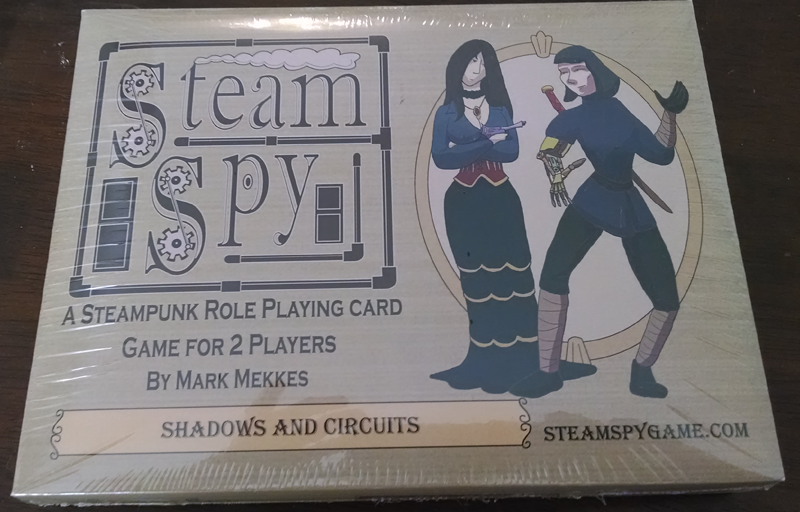 Steam
Spy
A Steampunk Role Playing card
Game for 2 Players
By Mark Mekkes
Shadows and Circuits
steamspygame.com